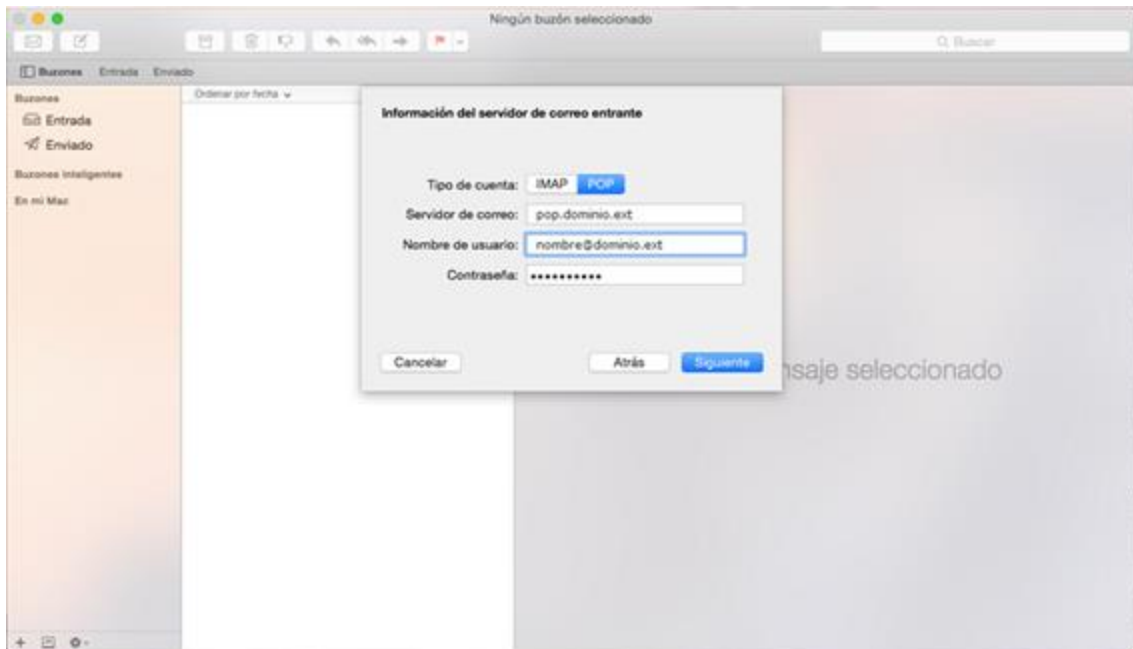 Ningún buzón seleccionado
Buscar
Buzones Entrada Enviado
Buzones
Entrada
Enviado
Buzones inteligentes
En mi Mac
Ordenar por fecha
Información del servidor de correo entrante
Tipo de cuenta: IMAP POP
Servidor de correo: pop.dominio.ext
Nombre de usuario: nombre@dominio.ext
Contraseña: ••••••••••
Cancelar Atrás Siguiente
nsaje seleccionado